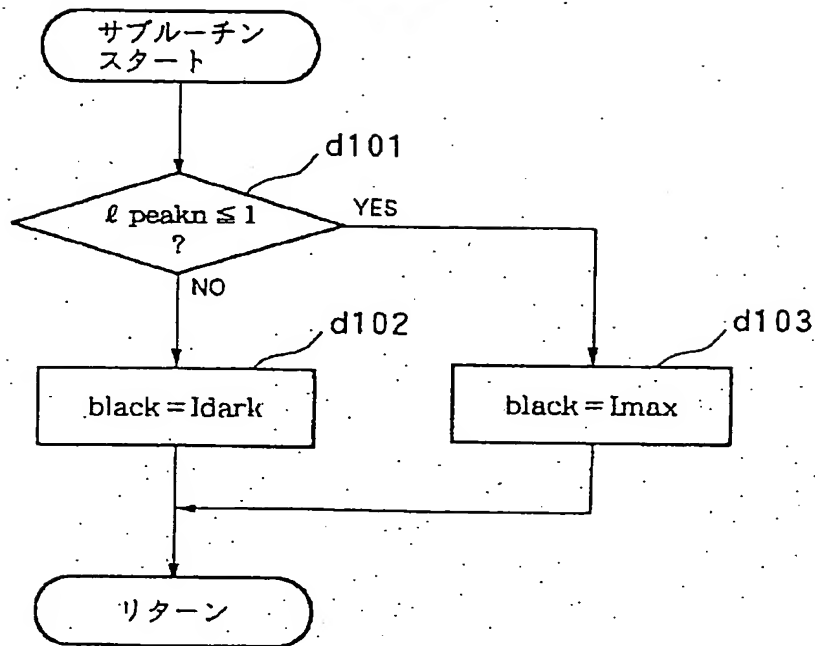 サブルーチン
スタート
d101
ℓ peakn ≦ 1
?
YES
NO
d102
d103
black = Idark
black = Imax
リターン